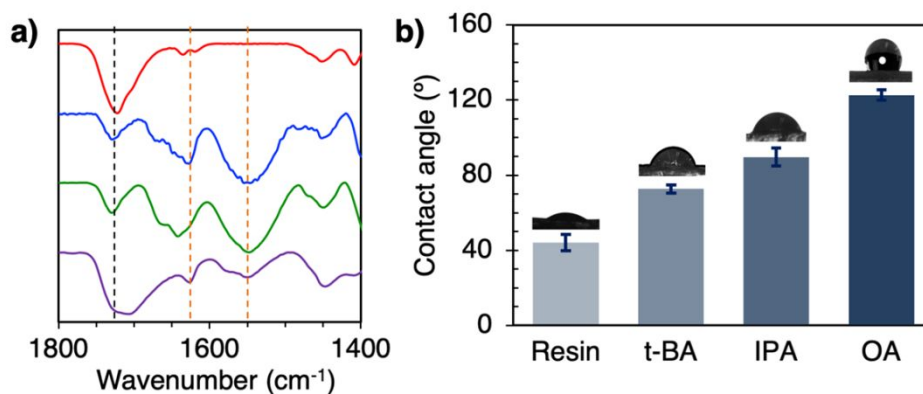 a)
1800
1600
1400
Wavenumber (cm⁻¹)
b)
Contact angle (º)
160
120
80
40
0
Resin
t-BA
IPA
OA